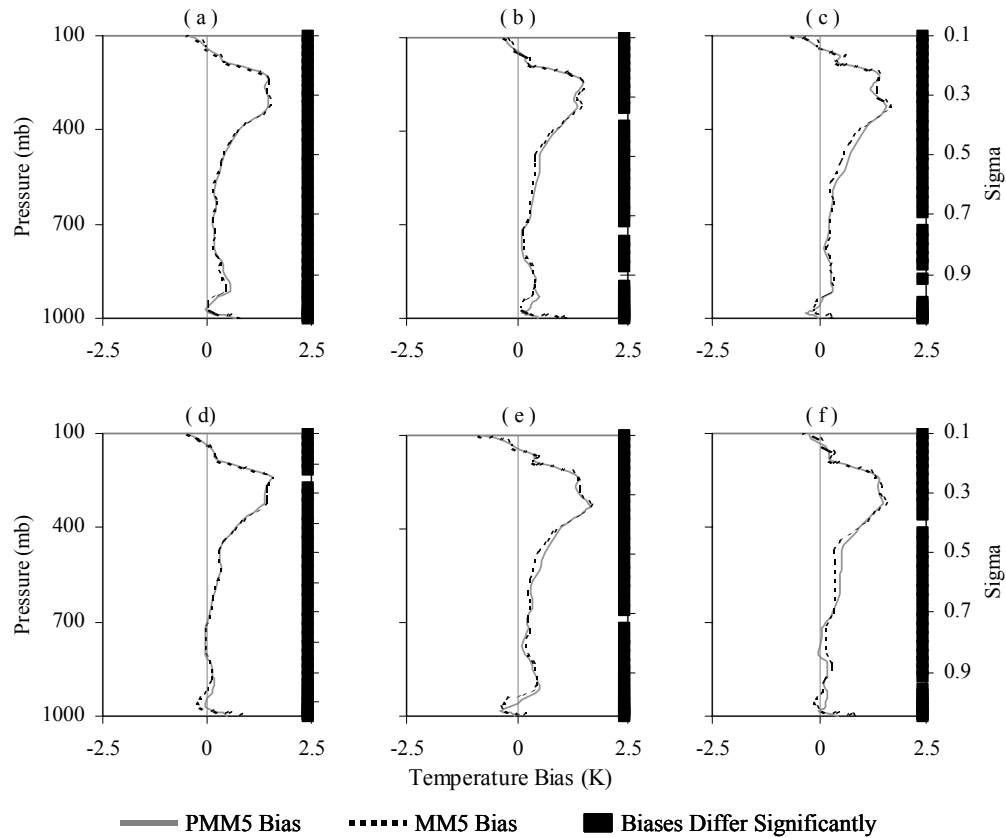 ( a ) ( b ) ( c )
100 0.1
0.3
400
0.5
Pressure (mb) Sigma
700 0.7
0.9
1000
-2.5 0 2.5 -2.5 0 2.5 -2.5 0 2.5
( d) ( e ) ( f )
100 0.1
0.3
400
0.5
Pressure (mb) Sigma
700 0.7
0.9
1000
-2.5 0 2.5 -2.5 0 2.5 -2.5 0 2.5
Temperature Bias (K)
PMM5 Bias MM5 Bias Biases Differ Significantly